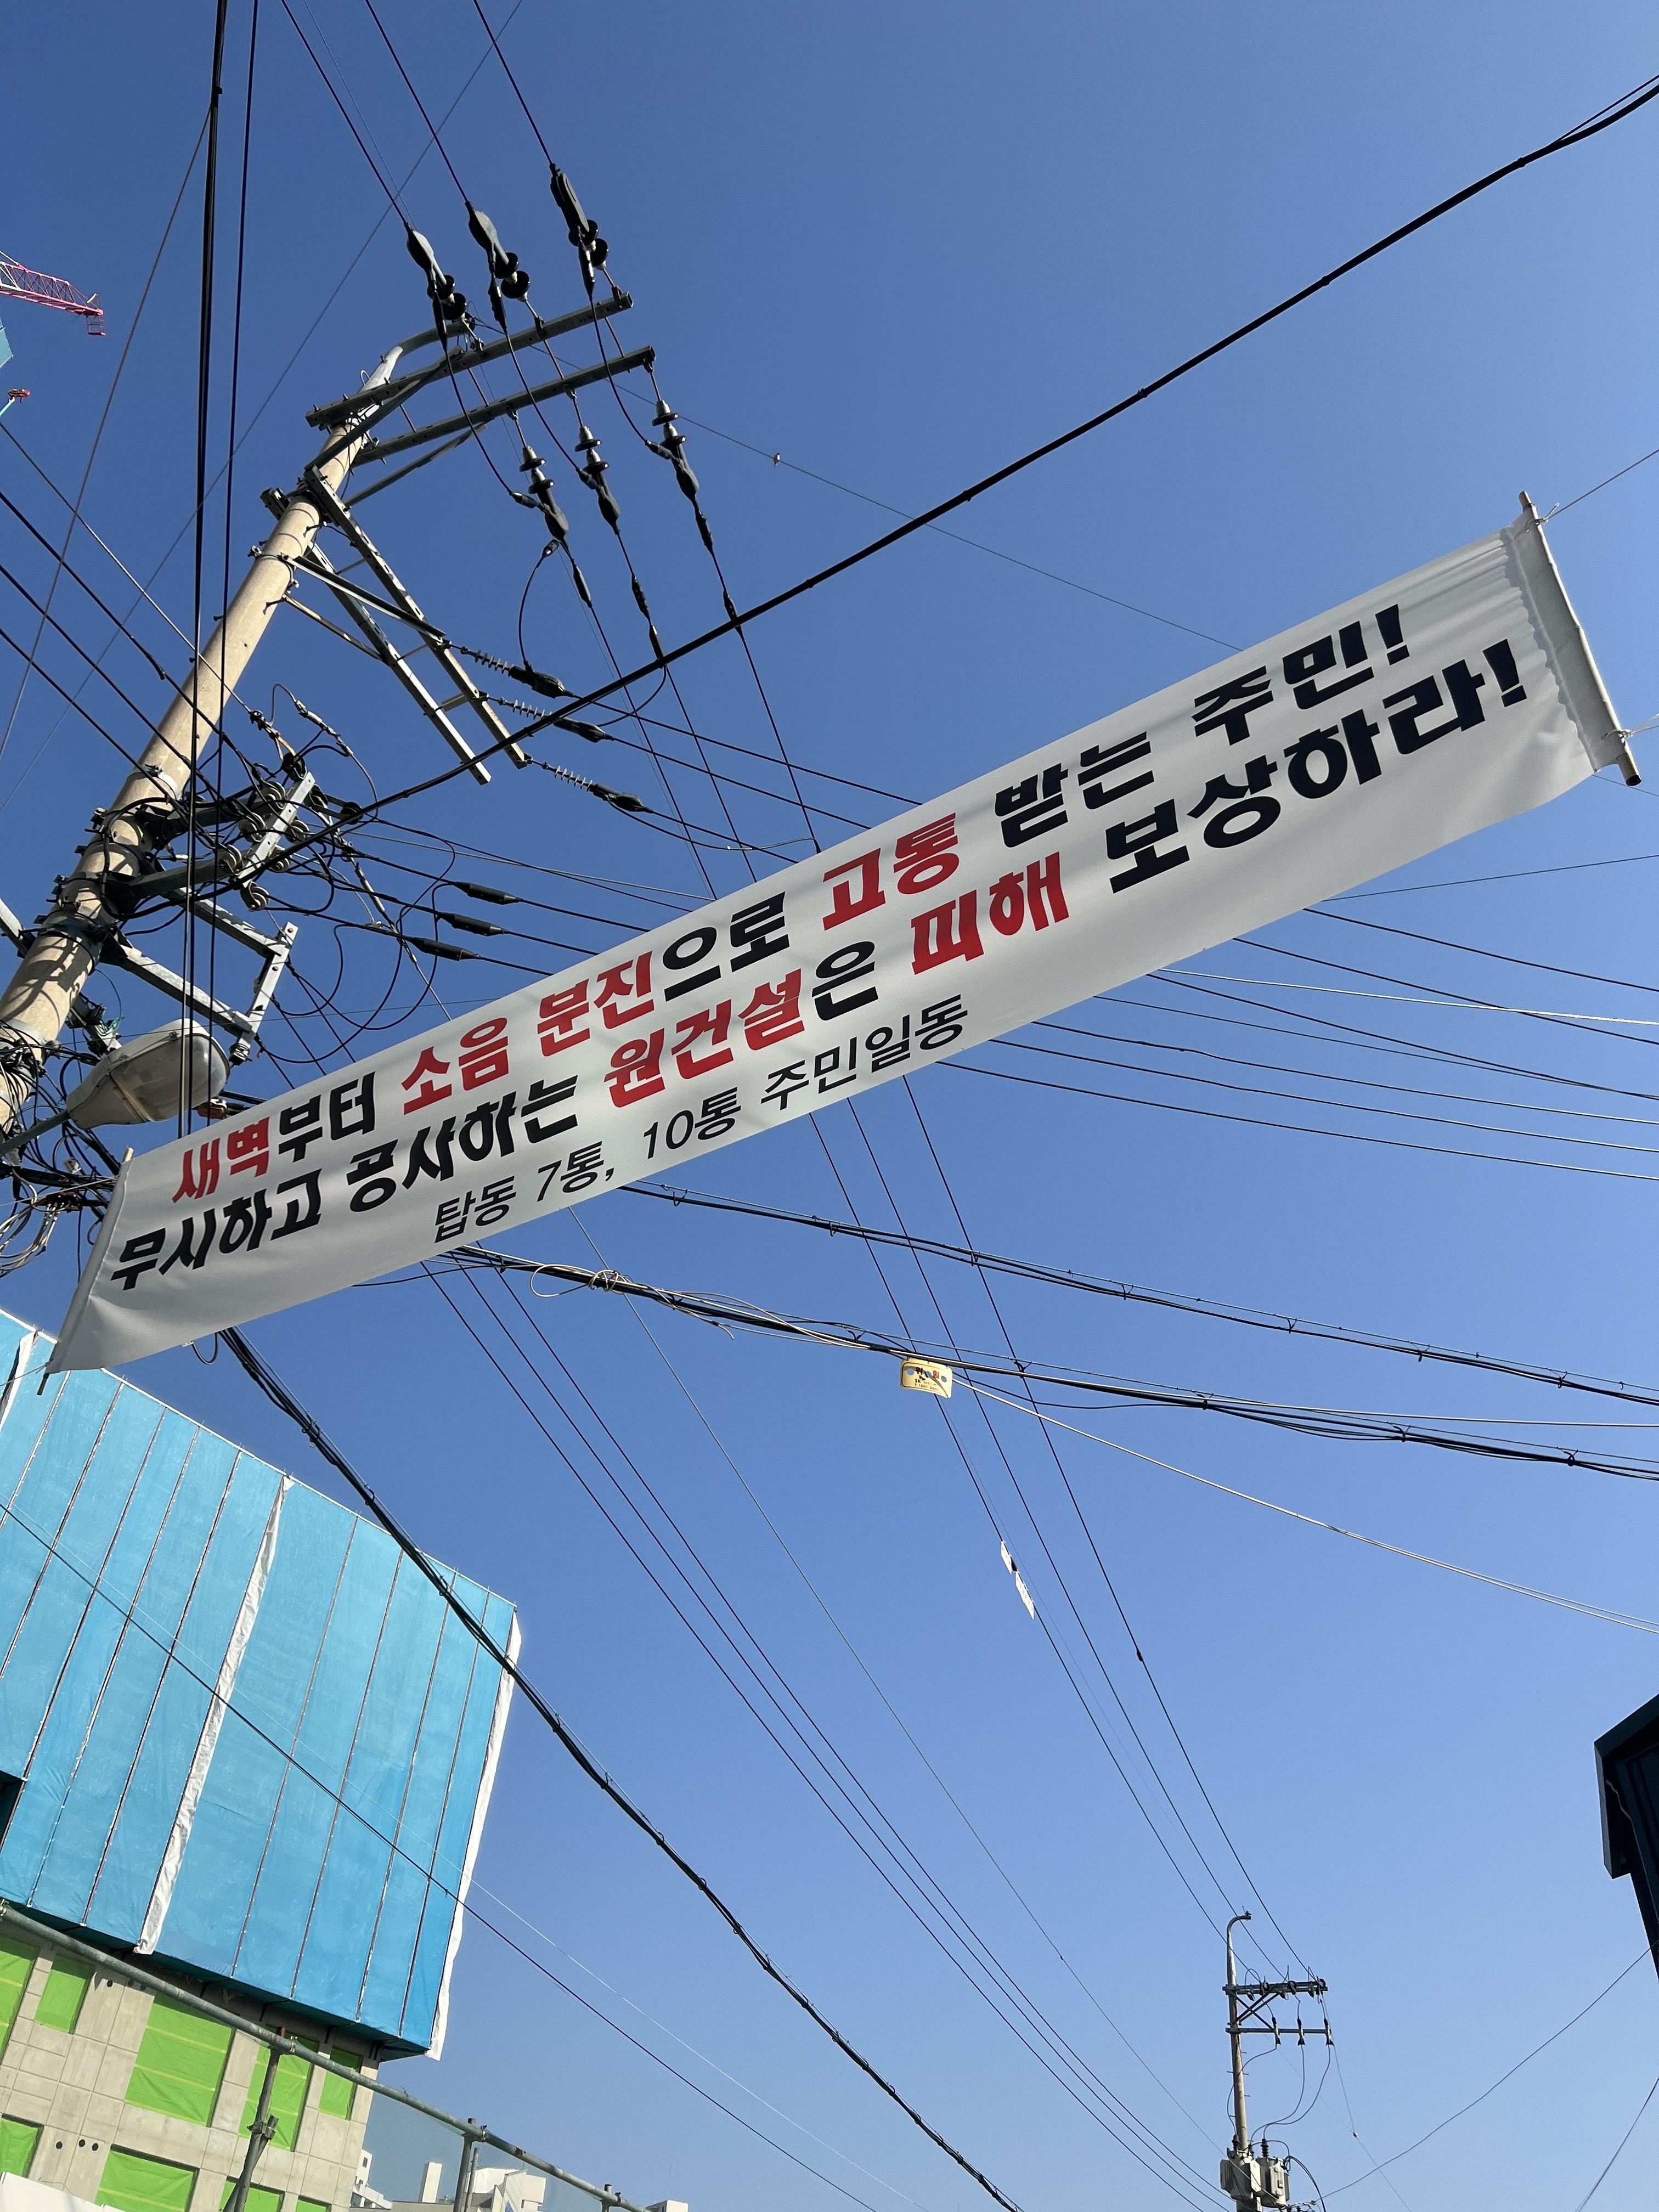 새벽부터 소음 분진으로 고통 받는 주민!
무시하고 공사하는 원건설은 피해 보상하라!
탑동 7통, 10통 주민일동